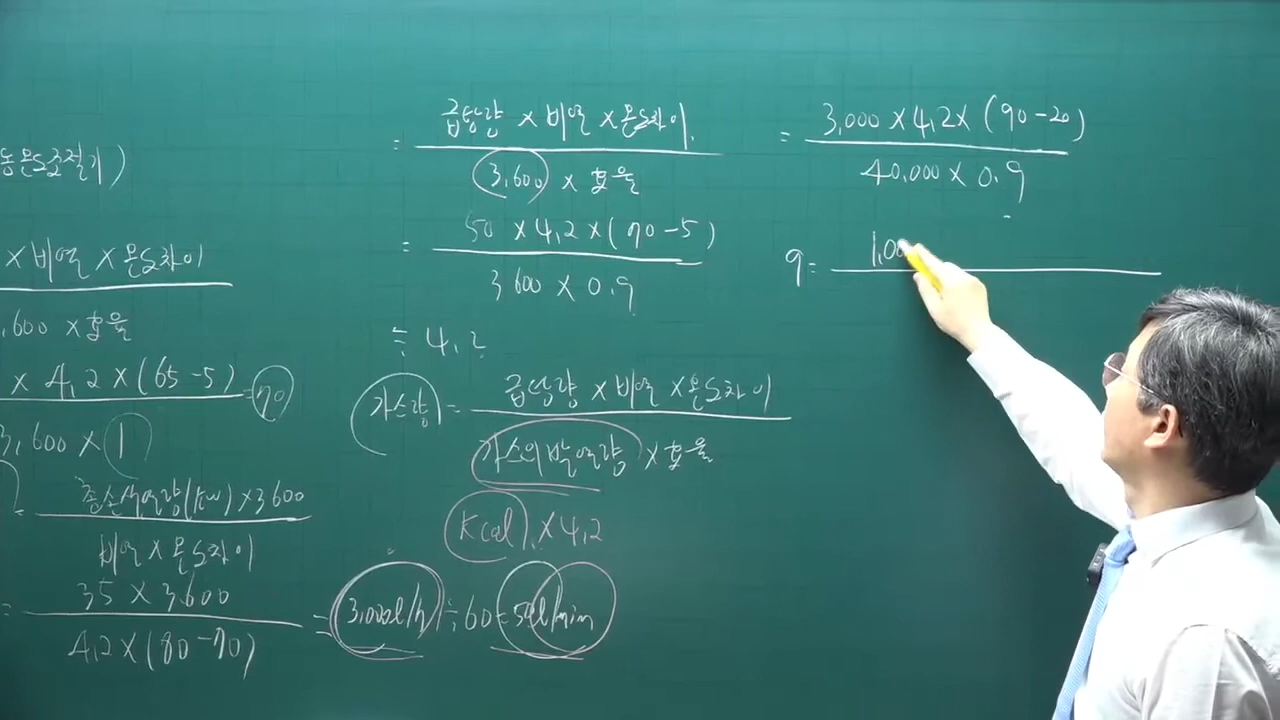 온도조절기)
× 비열 × 온도차이
,600 × 효율
× 4.2 × (65-5) = 70
3,600 × 1
총손실열량(kw) × 3600
비열 × 온도차이
= 35 × 3600
4.2 × (80-70)
= 3,000ℓ/h ÷ 60 = 50ℓ/min
= 급탕량 × 비열 × 온도차이
3,600 × 효율
= 50 × 4.2 × (70-5)
3600 × 0.9
≒ 4.2
가스량 = 급탕량 × 비열 × 온도차이
가스의 발열량 × 효율
Kcal × 4.2
= 3,000 × 4.2 × (90-20)
40,000 × 0.9
9 = 1,00